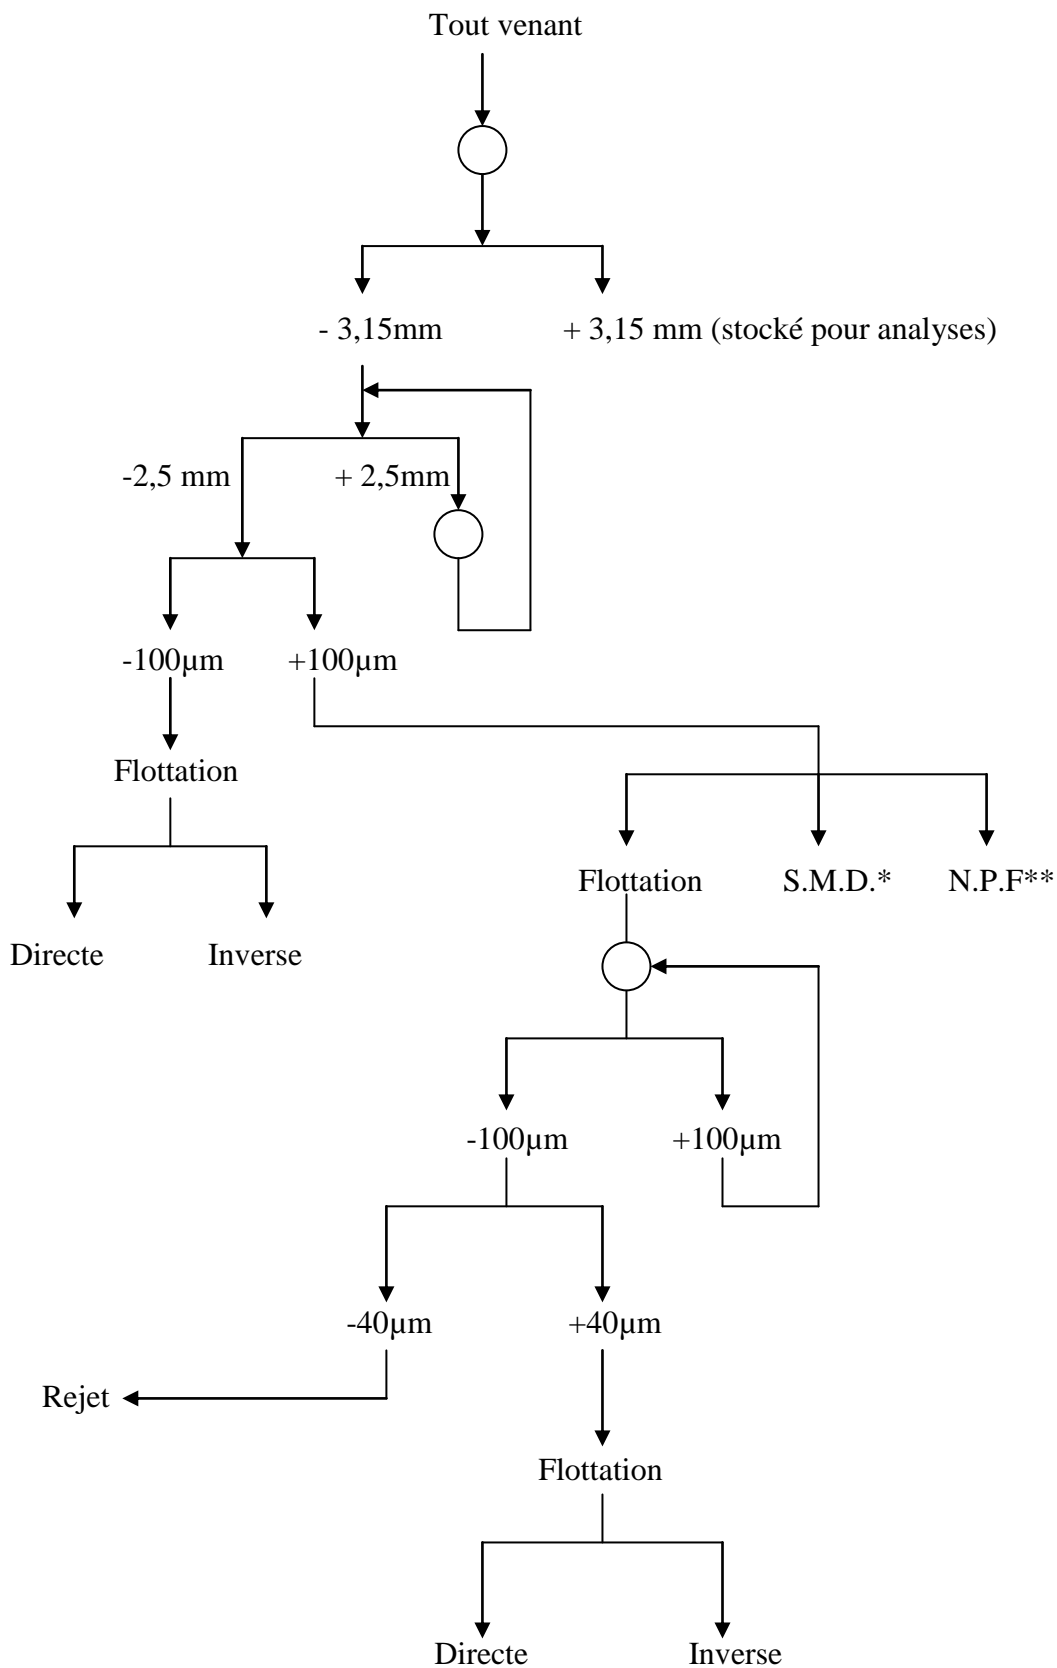 Tout venant
- 3,15mm
+ 3,15 mm (stocké pour analyses)
-2,5 mm
+ 2,5mm
-100µm
+100µm
Flottation
Flottation
S.M.D.*
N.P.F**
Directe
Inverse
-100µm
+100µm
-40µm
+40µm
Rejet
Flottation
Directe
Inverse